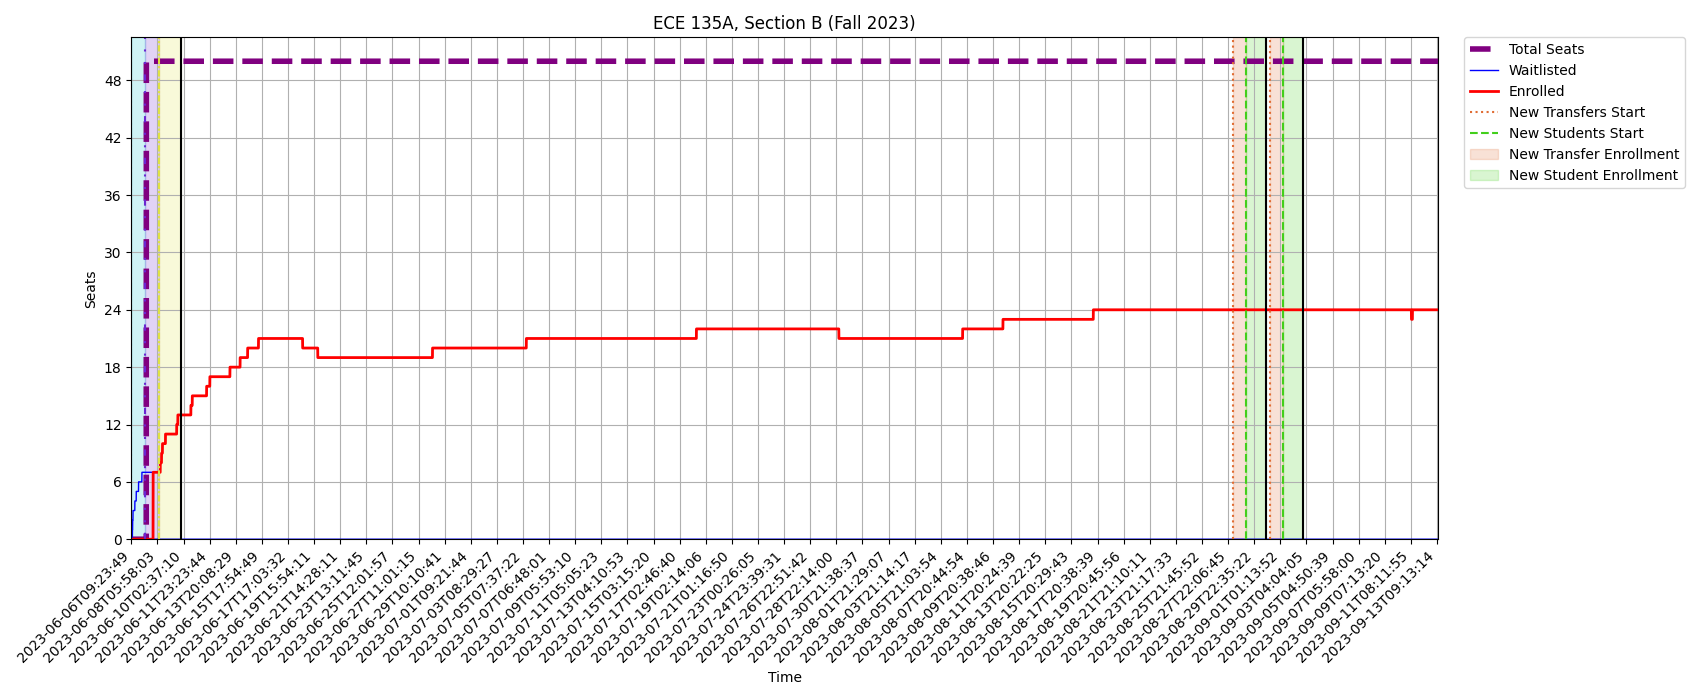 ECE 135A, Section B (Fall 2023)
Total Seats
Waitlisted
Enrolled
New Transfers Start
New Students Start
New Transfer Enrollment
New Student Enrollment
Seats
48
42
36
30
24
18
12
6
0
2023-06-06T09:23:49
2023-06-08T05:58:03
2023-06-10T02:37:10
2023-06-11T23:23:44
2023-06-13T20:08:29
2023-06-15T17:54:49
2023-06-17T17:03:32
2023-06-19T15:54:11
2023-06-21T14:28:11
2023-06-23T13:11:45
2023-06-25T12:01:57
2023-06-27T11:01:15
2023-06-29T10:10:41
2023-07-01T09:21:44
2023-07-03T08:29:27
2023-07-05T07:37:22
2023-07-07T06:48:01
2023-07-09T05:53:10
2023-07-11T05:05:23
2023-07-13T04:10:53
2023-07-15T03:15:20
2023-07-17T02:46:40
2023-07-19T02:14:06
2023-07-21T01:16:50
2023-07-23T00:26:05
2023-07-24T23:39:31
2023-07-26T22:51:42
2023-07-28T22:14:00
2023-07-30T21:38:37
2023-08-01T21:29:07
2023-08-03T21:14:17
2023-08-05T21:03:54
2023-08-07T20:44:54
2023-08-09T20:38:46
2023-08-11T20:24:39
2023-08-13T20:22:25
2023-08-15T20:29:43
2023-08-17T20:38:39
2023-08-19T20:45:56
2023-08-21T21:10:11
2023-08-23T21:17:33
2023-08-25T21:45:52
2023-08-27T22:06:45
2023-08-29T22:35:22
2023-09-01T01:13:52
2023-09-03T04:04:05
2023-09-05T04:50:39
2023-09-07T05:58:00
2023-09-09T07:13:20
2023-09-11T08:11:55
2023-09-13T09:13:14
Time